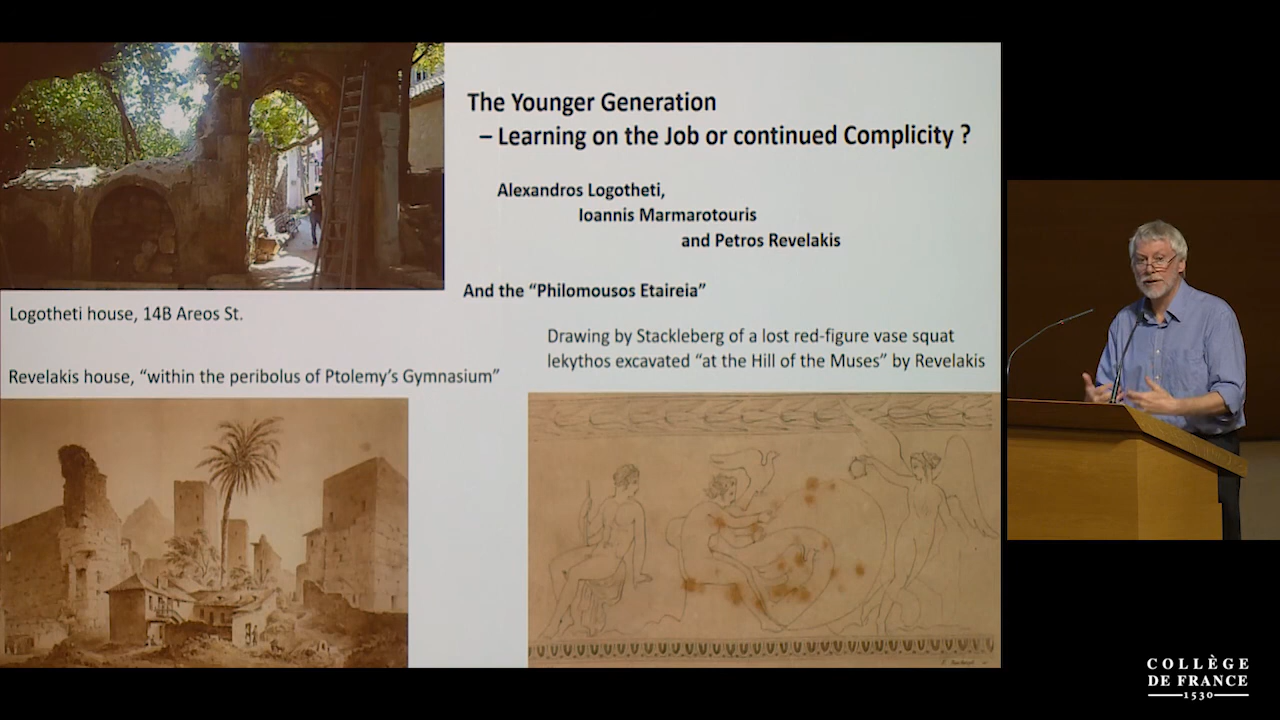 The Younger Generation
– Learning on the Job or continued Complicity ?
Alexandros Logotheti,
Ioannis Marmarotouris
and Petros Revelakis
And the “Philomousos Etaireia”
Logotheti house, 14B Areos St.
Drawing by Stackleberg of a lost red-figure vase squat
lekythos excavated “at the Hill of the Muses” by Revelakis
Revelakis house, “within the peribolus of Ptolemy’s Gymnasium”
COLLÈGE
DE FRANCE
1530